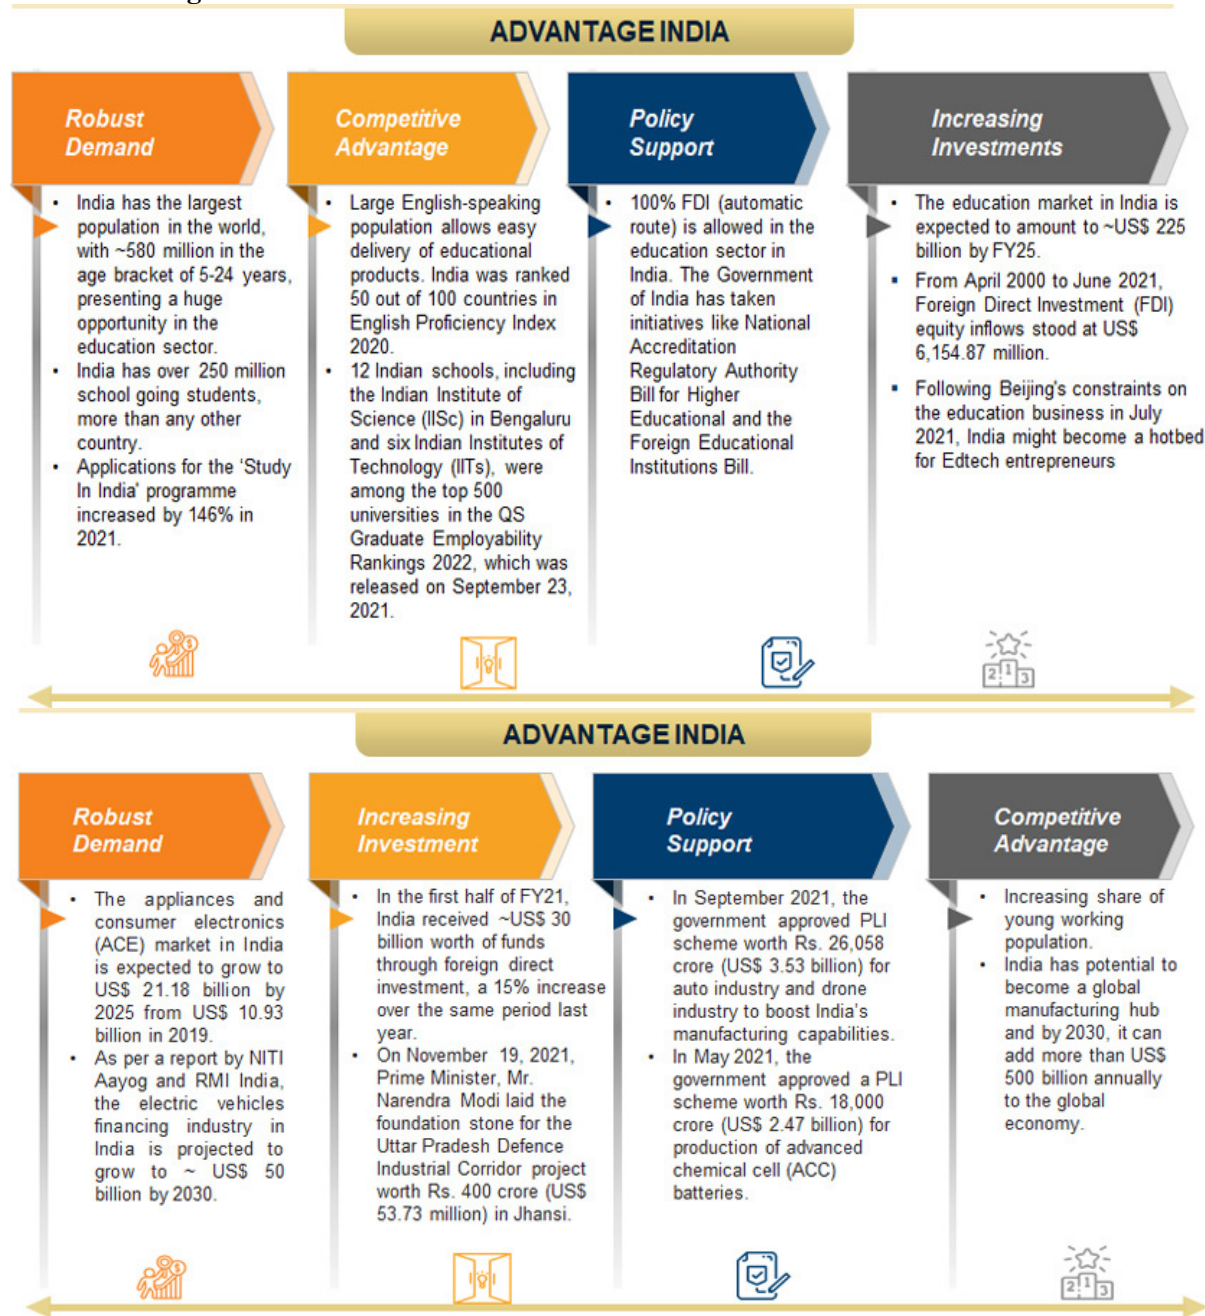 ADVANTAGE INDIA
Robust
Demand
• India has the largest
population in the world,
with ~580 million in the
age bracket of 5-24 years,
presenting a huge
opportunity in the
education sector.
• India has over 250 million
school going students,
more than any other
country.
• Applications for the 'Study
In India' programme
increased by 146% in
2021.
Competitive
Advantage
• Large English-speaking
population allows easy
delivery of educational
products. India was ranked
50 out of 100 countries in
English Proficiency Index
2020.
• 12 Indian schools, including
the Indian Institute of
Science (IISc) in Bengaluru
and six Indian Institutes of
Technology (IITs), were
among the top 500
universities in the QS
Graduate Employability
Rankings 2022, which was
released on September 23,
2021.
Policy
Support
• 100% FDI (automatic
route) is allowed in the
education sector in
India. The Government
of India has taken
initiatives like National
Accreditation
Regulatory Authority
Bill for Higher
Educational and the
Foreign Educational
Institutions Bill.
Increasing
Investments
• The education market in India is
expected to amount to ~US$ 225
billion by FY25.
▪ From April 2000 to June 2021,
Foreign Direct Investment (FDI)
equity inflows stood at US$
6,154.87 million.
▪ Following Beijing's constraints on
the education business in July
2021, India might become a hotbed
for Edtech entrepreneurs
2 1 3
ADVANTAGE INDIA
Robust
Demand
• The appliances and
consumer electronics
(ACE) market in India
is expected to grow to
US$ 21.18 billion by
2025 from US$ 10.93
billion in 2019.
• As per a report by NITI
Aayog and RMI India,
the electric vehicles
financing industry in
India is projected to
grow to ~ US$ 50
billion by 2030.
Increasing
Investment
• In the first half of FY21,
India received ~US$ 30
billion worth of funds
through foreign direct
investment, a 15% increase
over the same period last
year.
• On November 19, 2021,
Prime Minister, Mr.
Narendra Modi laid the
foundation stone for the
Uttar Pradesh Defence
Industrial Corridor project
worth Rs. 400 crore (US$
53.73 million) in Jhansi.
Policy
Support
• In September 2021, the
government approved PLI
scheme worth Rs. 26,058
crore (US$ 3.53 billion) for
auto industry and drone
industry to boost India's
manufacturing capabilities.
• In May 2021, the
government approved a PLI
scheme worth Rs. 18,000
crore (US$ 2.47 billion) for
production of advanced
chemical cell (ACC)
batteries.
Competitive
Advantage
• Increasing share of
young working
population.
• India has potential to
become a global
manufacturing hub
and by 2030, it can
add more than US$
500 billion annually
to the global
economy.
2 1 3